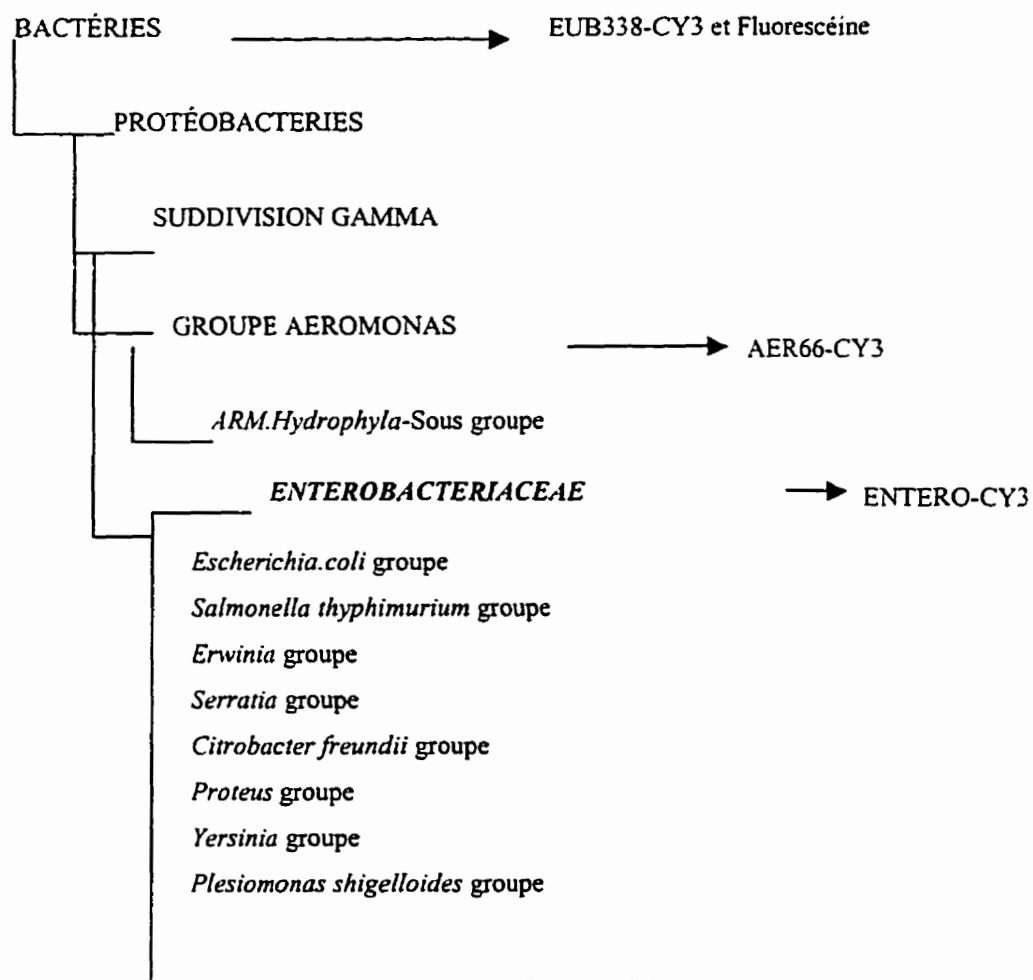 BACTÉRIES EUB338-CY3 et Fluorescéine
PROTÉOBACTERIES
SUDDIVISION GAMMA
GROUPE AEROMONAS
AER66-CY3
ARM.Hydrophyla-Sous groupe
ENTEROBACTERIACEAE ENTERO-CY3
Escherichia.coli groupe
Salmonella thyphimurium groupe
Erwinia groupe
Serratia groupe
Citrobacter freundii groupe
Proteus groupe
Yersinia groupe
Plesiomonas shigelloides groupe